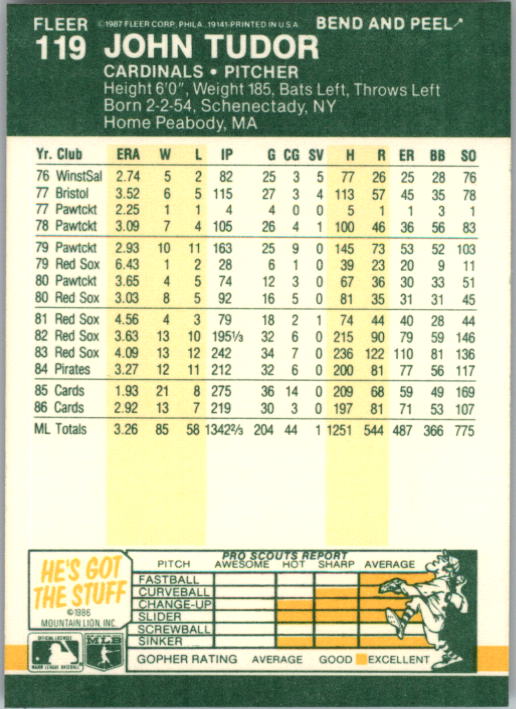 FLEER ©1987 FLEER CORP., PHILA., 19141-PRINTED IN U.S.A. BEND AND PEEL
119 JOHN TUDOR
CARDINALS • PITCHER
Height 6'0", Weight 185, Bats Left, Throws Left
Born 2-2-54, Schenectady, NY
Home Peabody, MA
Yr. Club ERA W L IP G CG SV H R ER BB SO
76 WinstSal 2.74 5 2 82 25 3 5 77 26 25 28 76
77 Bristol 3.52 6 5 115 27 3 4 113 57 45 35 78
77 Pawtckt 2.25 1 1 4 4 0 0 5 1 1 3 1
78 Pawtckt 3.09 7 4 105 26 4 1 100 46 36 56 83
79 Pawtckt 2.93 10 11 163 25 9 0 145 73 53 52 103
79 Red Sox 6.43 1 2 28 6 1 0 39 23 20 9 11
80 Pawtckt 3.65 4 5 74 12 3 0 67 36 30 33 51
80 Red Sox 3.03 8 5 92 16 5 0 81 35 31 31 45
81 Red Sox 4.56 4 3 79 18 2 1 74 44 40 28 44
82 Red Sox 3.63 13 10 195⅓ 32 6 0 215 90 79 59 146
83 Red Sox 4.09 13 12 242 34 7 0 236 122 110 81 136
84 Pirates 3.27 12 11 212 32 6 0 200 81 77 56 117
85 Cards 1.93 21 8 275 36 14 0 209 68 59 49 169
86 Cards 2.92 13 7 219 30 3 0 197 81 71 53 107
ML Totals 3.26 85 58 1342⅔ 204 44 1 1251 544 487 366 775
HE'S GOT
THE STUFF
©1986
MOUNTAIN LION, INC.
OFFICIAL LICENSEE
MAJOR LEAGUE BASEBALL
MLB
PRO SCOUTS REPORT
PITCH AWESOME HOT SHARP AVERAGE
FASTBALL
CURVEBALL
CHANGE-UP
SLIDER
SCREWBALL
SINKER
GOPHER RATING AVERAGE GOOD EXCELLENT